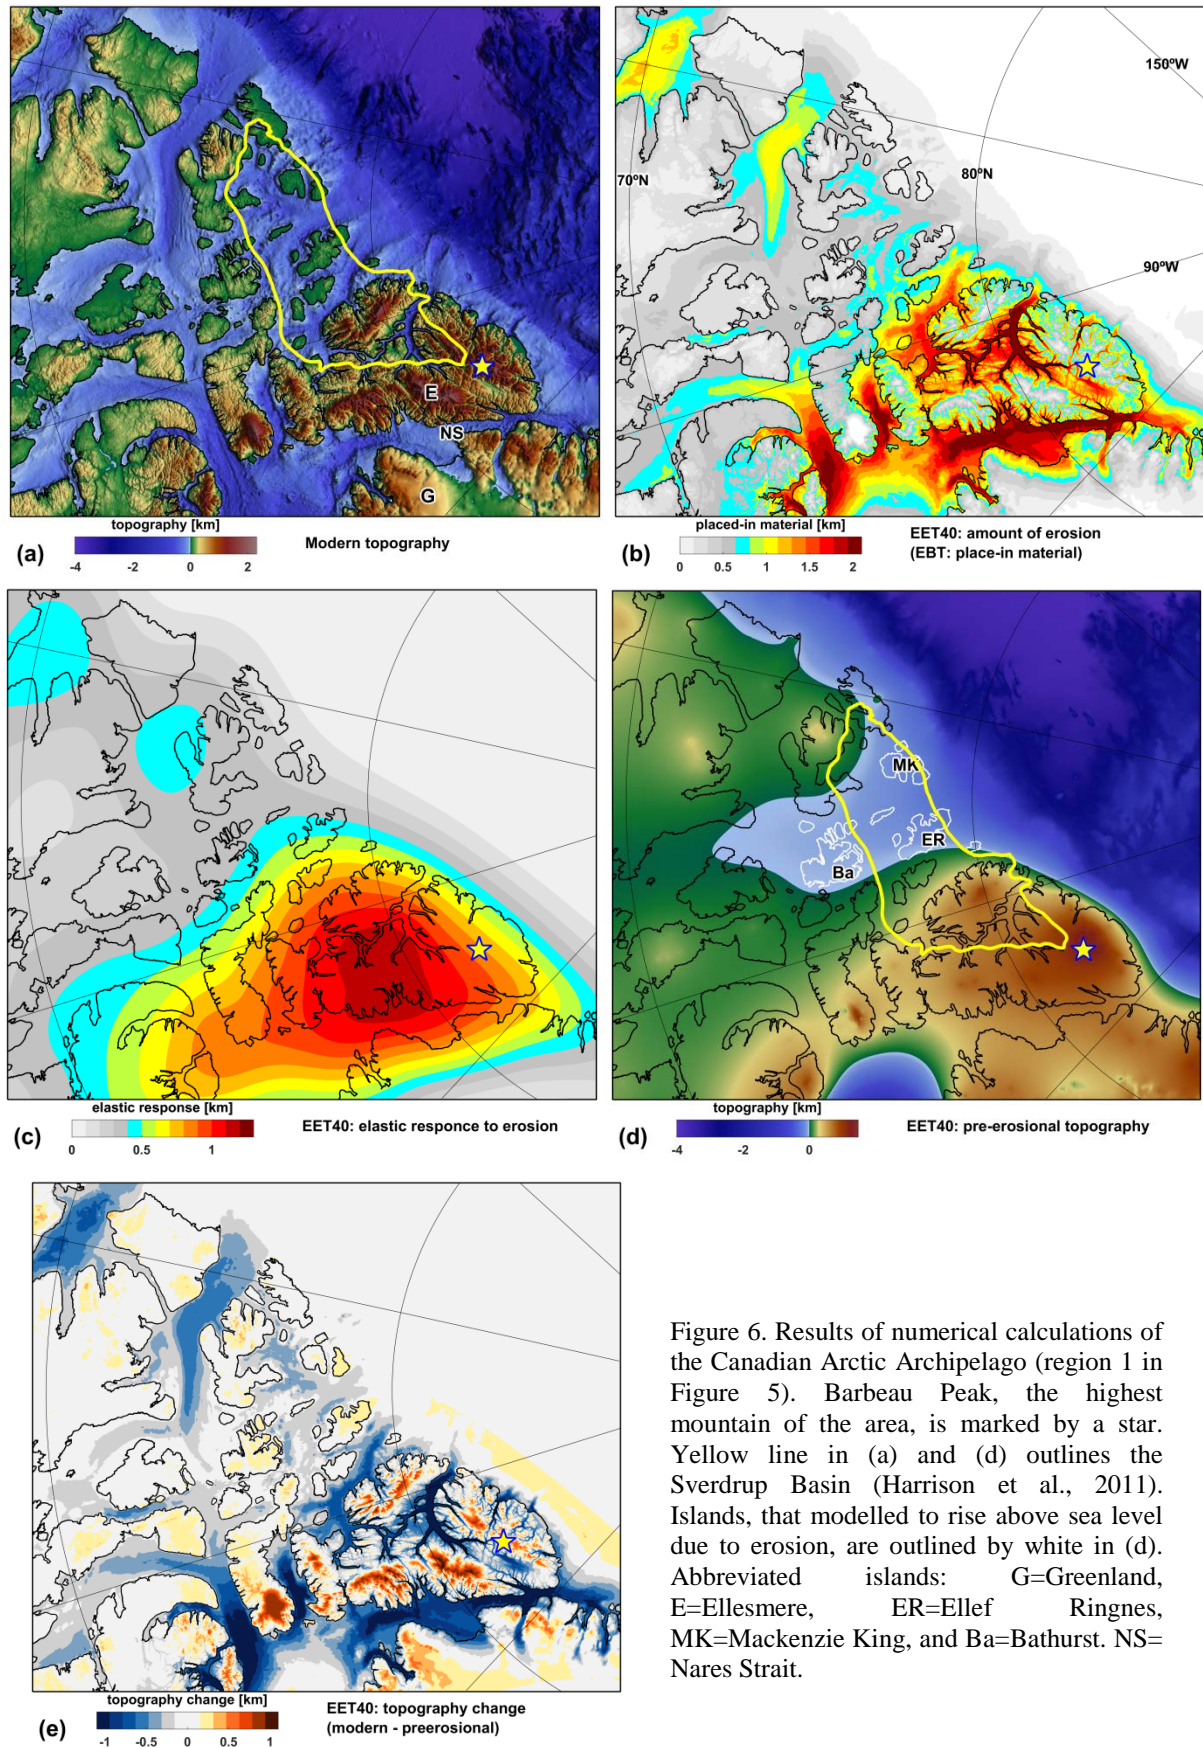 E
NS
G
topography [km]
-4 -2 0 2
(a)
Modern topography
150ºW
70ºN
80ºN
90ºW
placed-in material [km]
0 0.5 1 1.5 2
(b)
EET40: amount of erosion
(EBT: place-in material)
elastic response [km]
0 0.5 1
(c)
EET40: elastic responce to erosion
MK
ER
Ba
topography [km]
-4 -2 0
(d)
EET40: pre-erosional topography
topography change [km]
-1 -0.5 0 0.5 1
(e)
EET40: topography change
(modern - preerosional)
Figure 6. Results of numerical calculations of
the Canadian Arctic Archipelago (region 1 in
Figure 5). Barbeau Peak, the highest
mountain of the area, is marked by a star.
Yellow line in (a) and (d) outlines the
Sverdrup Basin (Harrison et al., 2011).
Islands, that modelled to rise above sea level
due to erosion, are outlined by white in (d).
Abbreviated islands: G=Greenland,
E=Ellesmere, ER=Ellef Ringnes,
MK=Mackenzie King, and Ba=Bathurst. NS=
Nares Strait.